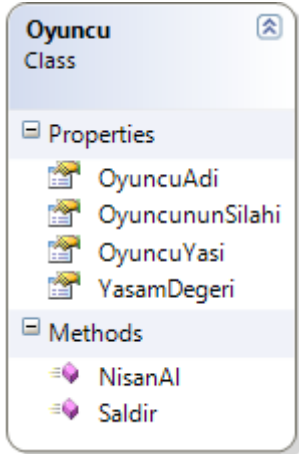 Oyuncu
Class
Properties
OyuncuAdi
OyuncununSilahi
OyuncuYasi
YasamDegeri
Methods
NisanAl
Saldir